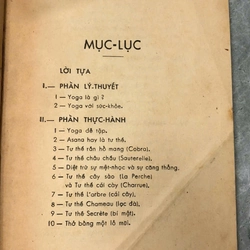 MỤC-LỤC
LỜI TỰA
I.— PHẦN LÝ-THUYẾT
1 — Yoga là gì ?
2 — Yoga với sức-khỏe.
II.— PHẦN THỰC-HÀNH
1 — Yoga dễ tập.
2 — Asana hay là tư thế.
3 — Tư thế rắn hổ mang (Cobra).
4 — Tư thế châu chấu (Sauterelle).
5 — Diệt trừ sự mệt-nhọc và sự căng thẳng.
6 — Tư thế cây sào (La Perche)
và Tư thế cái cày (Charrue).
7 — Tư thế L'arbre (cái cây).
8 — Tư thế Chameau (lạc đà).
9 — Tư thế Secrète (bí mật).
10 — Thở bằng một lỗ mũi.